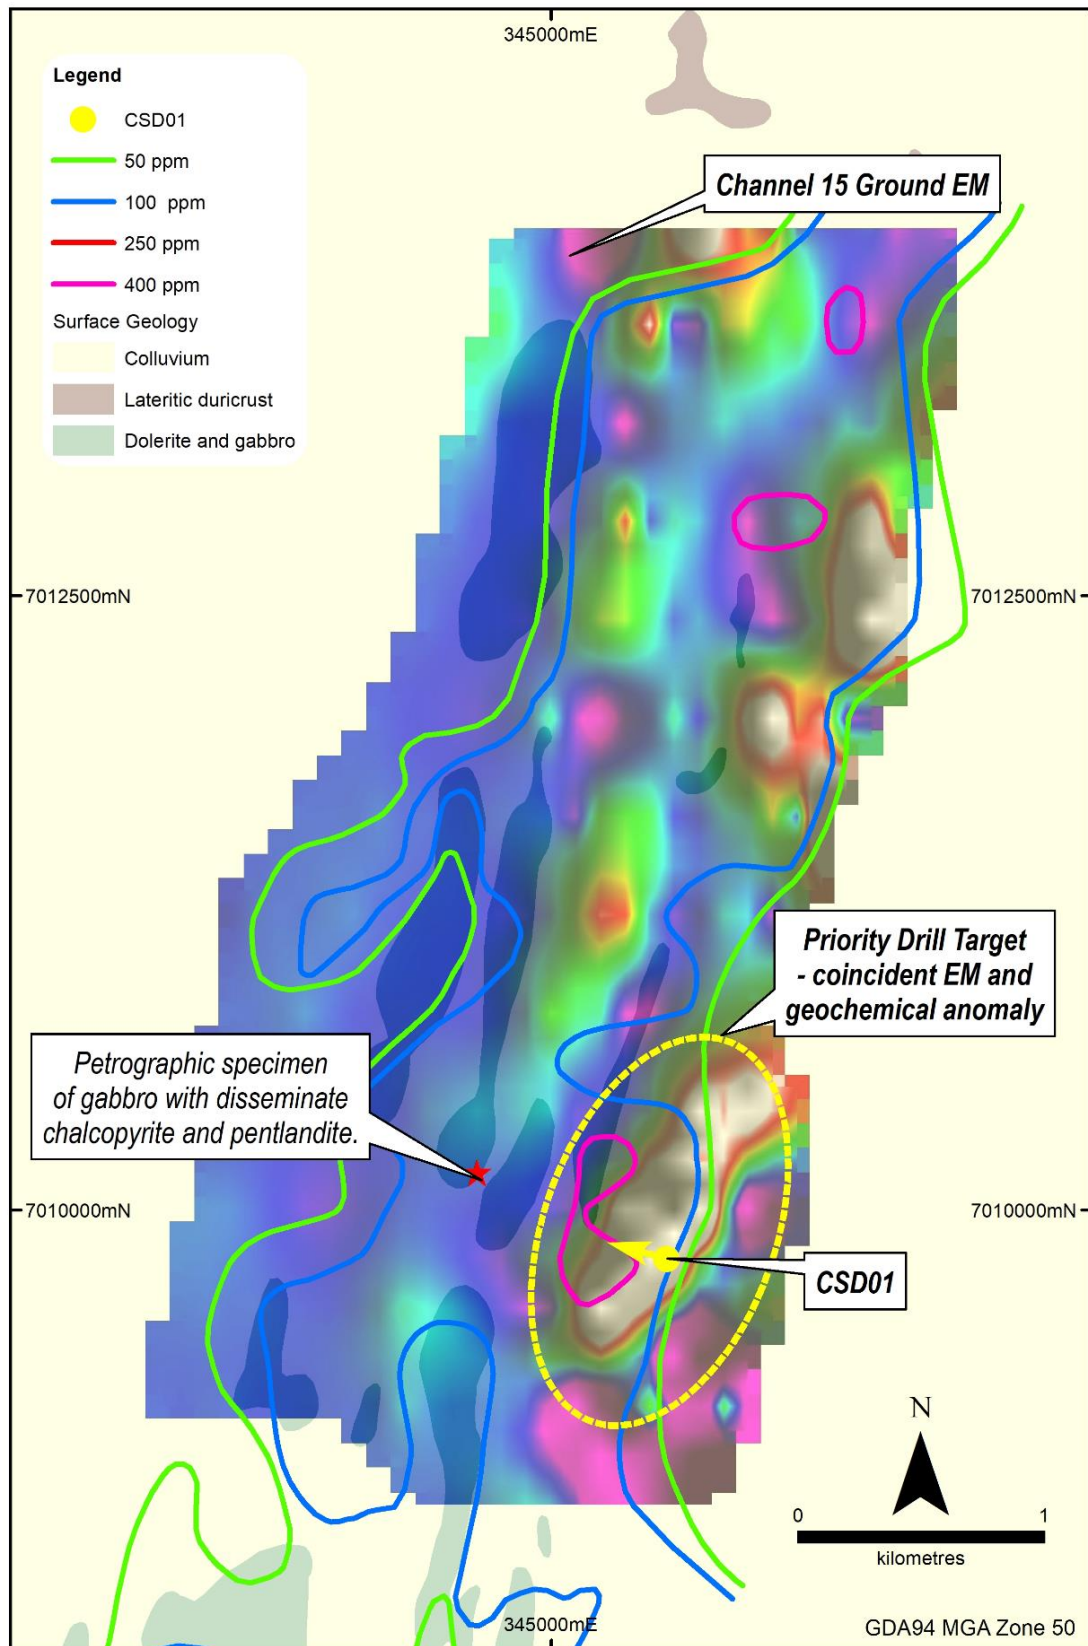 345000mE
Legend
CSD01
50 ppm
100 ppm
250 ppm
400 ppm
Surface Geology
Colluvium
Lateritic duricrust
Dolerite and gabbro
Channel 15 Ground EM
7012500mN
7012500mN
Priority Drill Target
- coincident EM and
geochemical anomaly
Petrographic specimen
of gabbro with disseminate
chalcopyrite and pentlandite.
7010000mN
7010000mN
CSD01
N
0 1
kilometres
345000mE
GDA94 MGA Zone 50